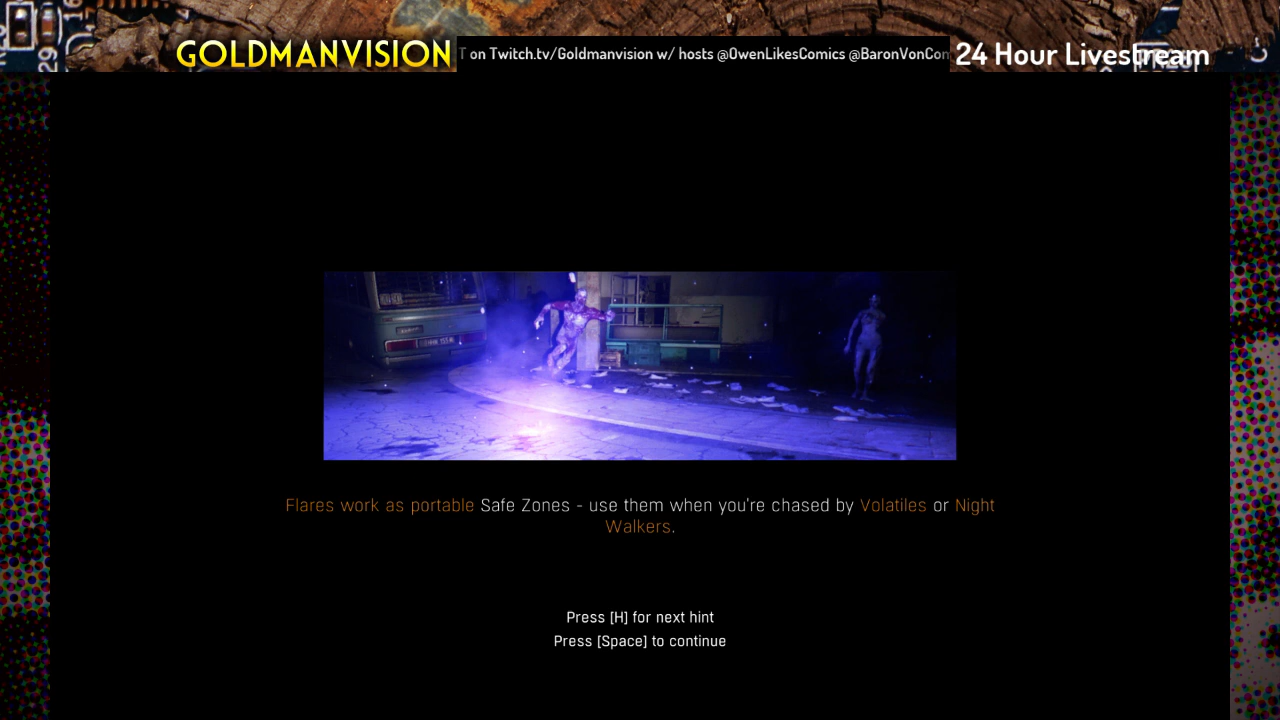 GOLDMANVISION
T on Twitch.tv/Goldmanvision w/ hosts @OwenLikesComics @BaronVonCon
24 Hour Livestream
Flares work as portable Safe Zones - use them when you're chased by Volatiles or Night
Walkers.
Press [H] for next hint
Press [Space] to continue